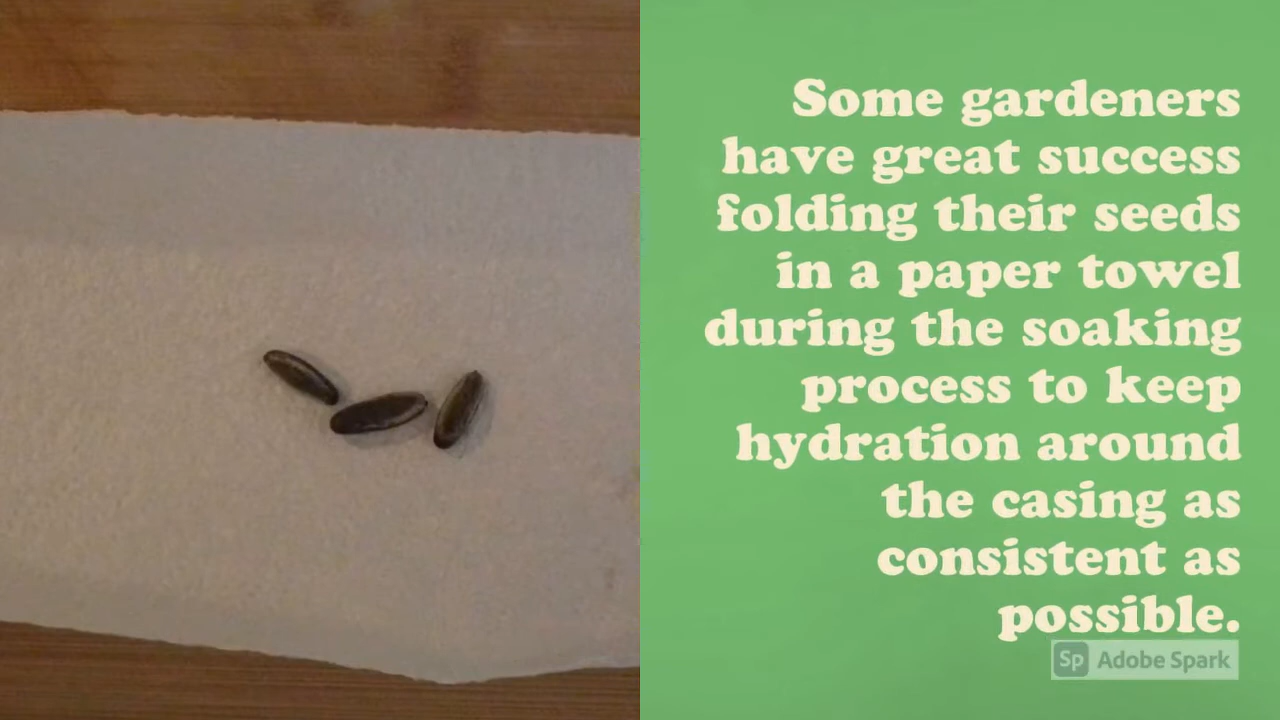 Some gardeners
have great success
folding their seeds
in a paper towel
during the soaking
process to keep
hydration around
the casing as
consistent as
possible.
Sp Adobe Spark